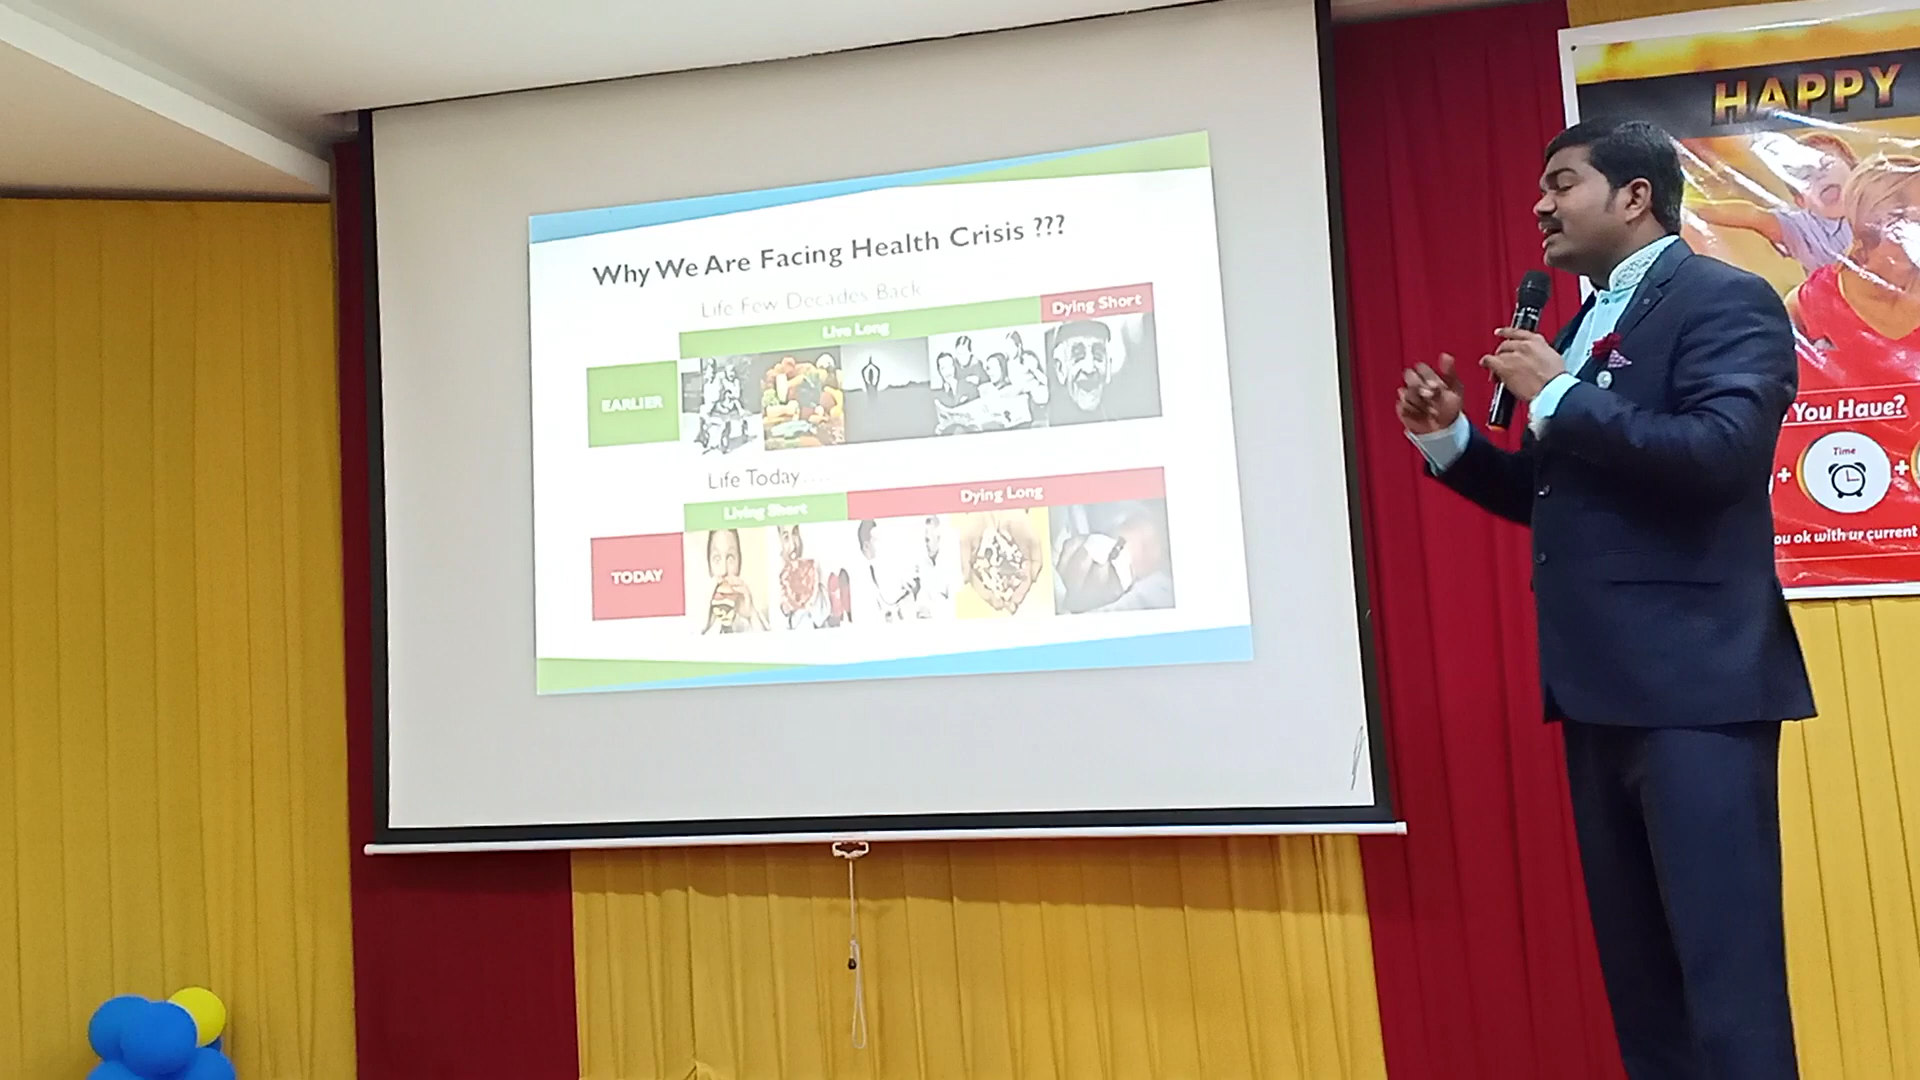 Why We Are Facing Health Crisis ???
Life Few Decades Back
Live Long
Dying Short
EARLIER
Life Today....
Living Short
Dying Long
TODAY
HAPPY
You Have?
Time
+
+
ou ok with ur current